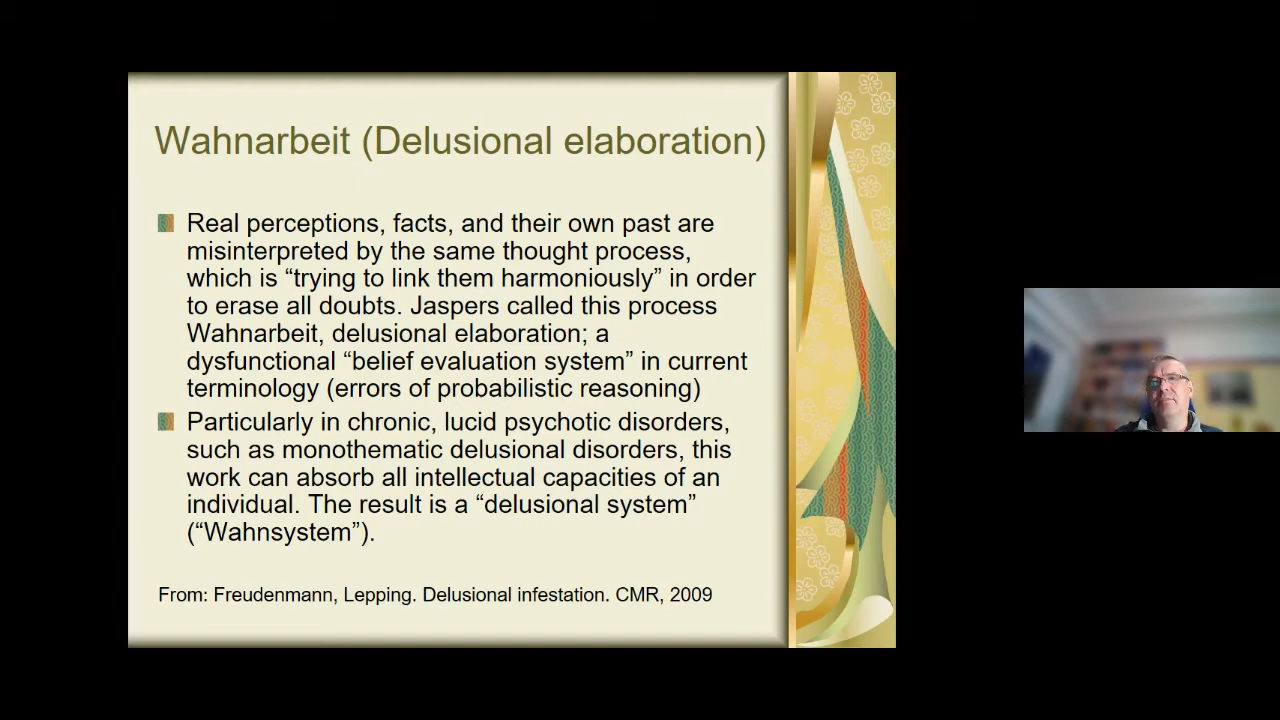 Wahnarbeit (Delusional elaboration)
Real perceptions, facts, and their own past are
misinterpreted by the same thought process,
which is “trying to link them harmoniously” in order
to erase all doubts. Jaspers called this process
Wahnarbeit, delusional elaboration; a
dysfunctional “belief evaluation system” in current
terminology (errors of probabilistic reasoning)
Particularly in chronic, lucid psychotic disorders,
such as monothematic delusional disorders, this
work can absorb all intellectual capacities of an
individual. The result is a “delusional system”
(“Wahnsystem”).
From: Freudenmann, Lepping. Delusional infestation. CMR, 2009